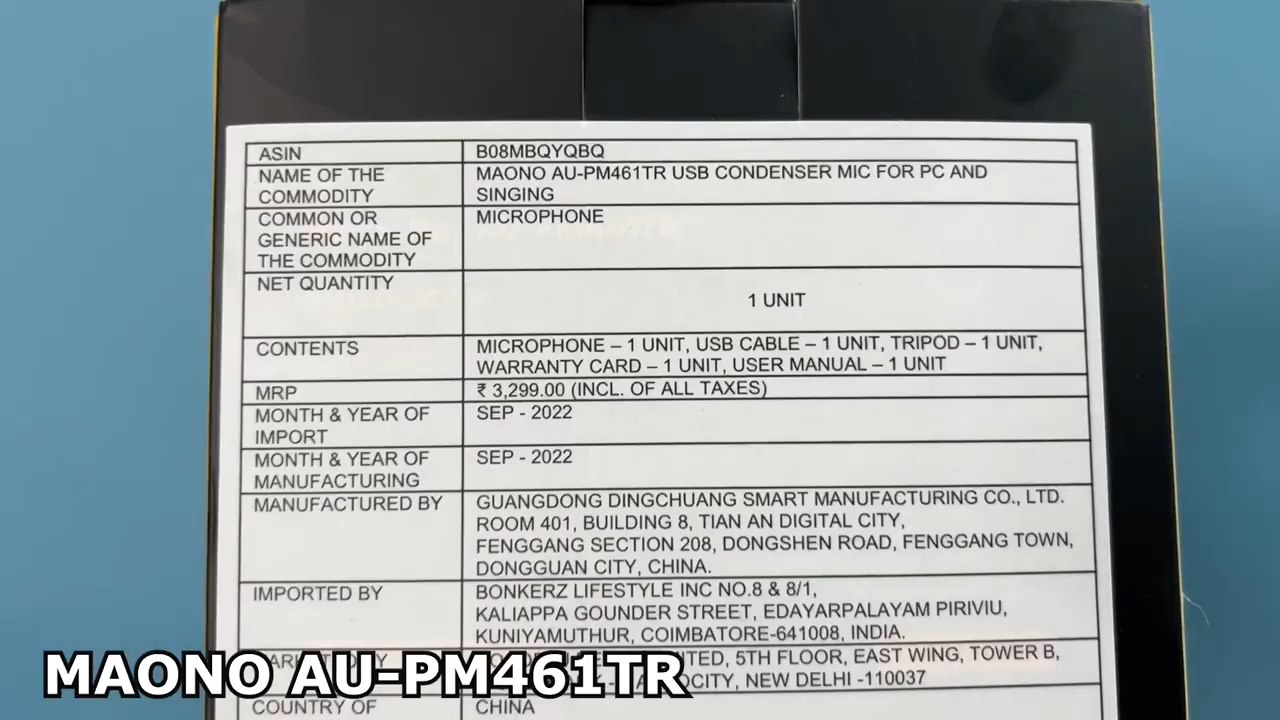 ASIN B08MBQYQBQ
NAME OF THE COMMODITY MAONO AU-PM461TR USB CONDENSER MIC FOR PC AND SINGING
COMMON OR GENERIC NAME OF THE COMMODITY MICROPHONE
NET QUANTITY 1 UNIT
CONTENTS MICROPHONE – 1 UNIT, USB CABLE – 1 UNIT, TRIPOD – 1 UNIT,
WARRANTY CARD – 1 UNIT, USER MANUAL – 1 UNIT
MRP ₹ 3,299.00 (INCL. OF ALL TAXES)
MONTH & YEAR OF IMPORT SEP - 2022
MONTH & YEAR OF MANUFACTURING SEP - 2022
MANUFACTURED BY GUANGDONG DINGCHUANG SMART MANUFACTURING CO., LTD.
ROOM 401, BUILDING 8, TIAN AN DIGITAL CITY,
FENGGANG SECTION 208, DONGSHEN ROAD, FENGGANG TOWN,
DONGGUAN CITY, CHINA.
IMPORTED BY BONKERZ LIFESTYLE INC NO.8 & 8/1,
KALIAPPA GOUNDER STREET, EDAYARPALAYAM PIRIVIU,
KUNIYAMUTHUR, COIMBATORE-641008, INDIA.
5TH FLOOR, EAST WING, TOWER B,
NEW DELHI -110037
COUNTRY OF CHINA
MAONO AU-PM461TR